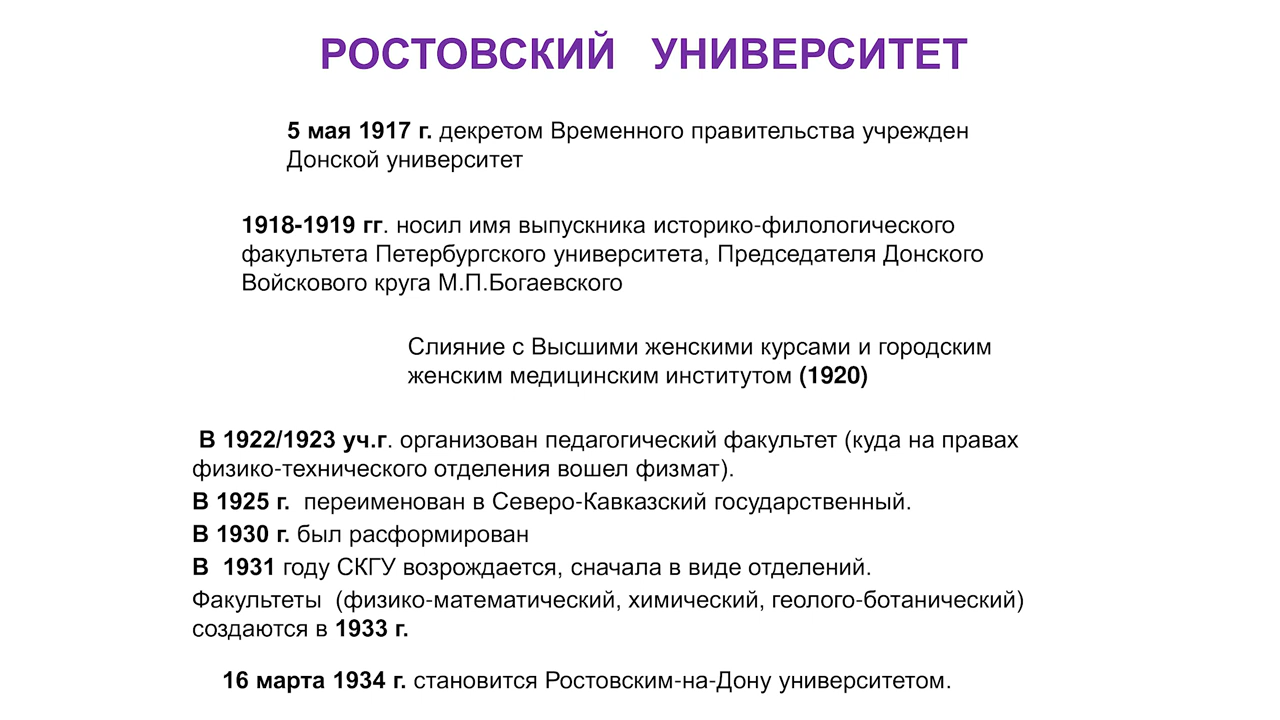 РОСТОВСКИЙ УНИВЕРСИТЕТ
5 мая 1917 г. декретом Временного правительства учрежден
Донской университет
1918-1919 гг. носил имя выпускника историко-филологического
факультета Петербургского университета, Председателя Донского
Войскового круга М.П.Богаевского
Слияние с Высшими женскими курсами и городским
женским медицинским институтом (1920)
В 1922/1923 уч.г. организован педагогический факультет (куда на правах
физико-технического отделения вошел физмат).
В 1925 г. переименован в Северо-Кавказский государственный.
В 1930 г. был расформирован
В 1931 году СКГУ возрождается, сначала в виде отделений.
Факультеты (физико-математический, химический, геолого-ботанический)
создаются в 1933 г.
16 марта 1934 г. становится Ростовским-на-Дону университетом.